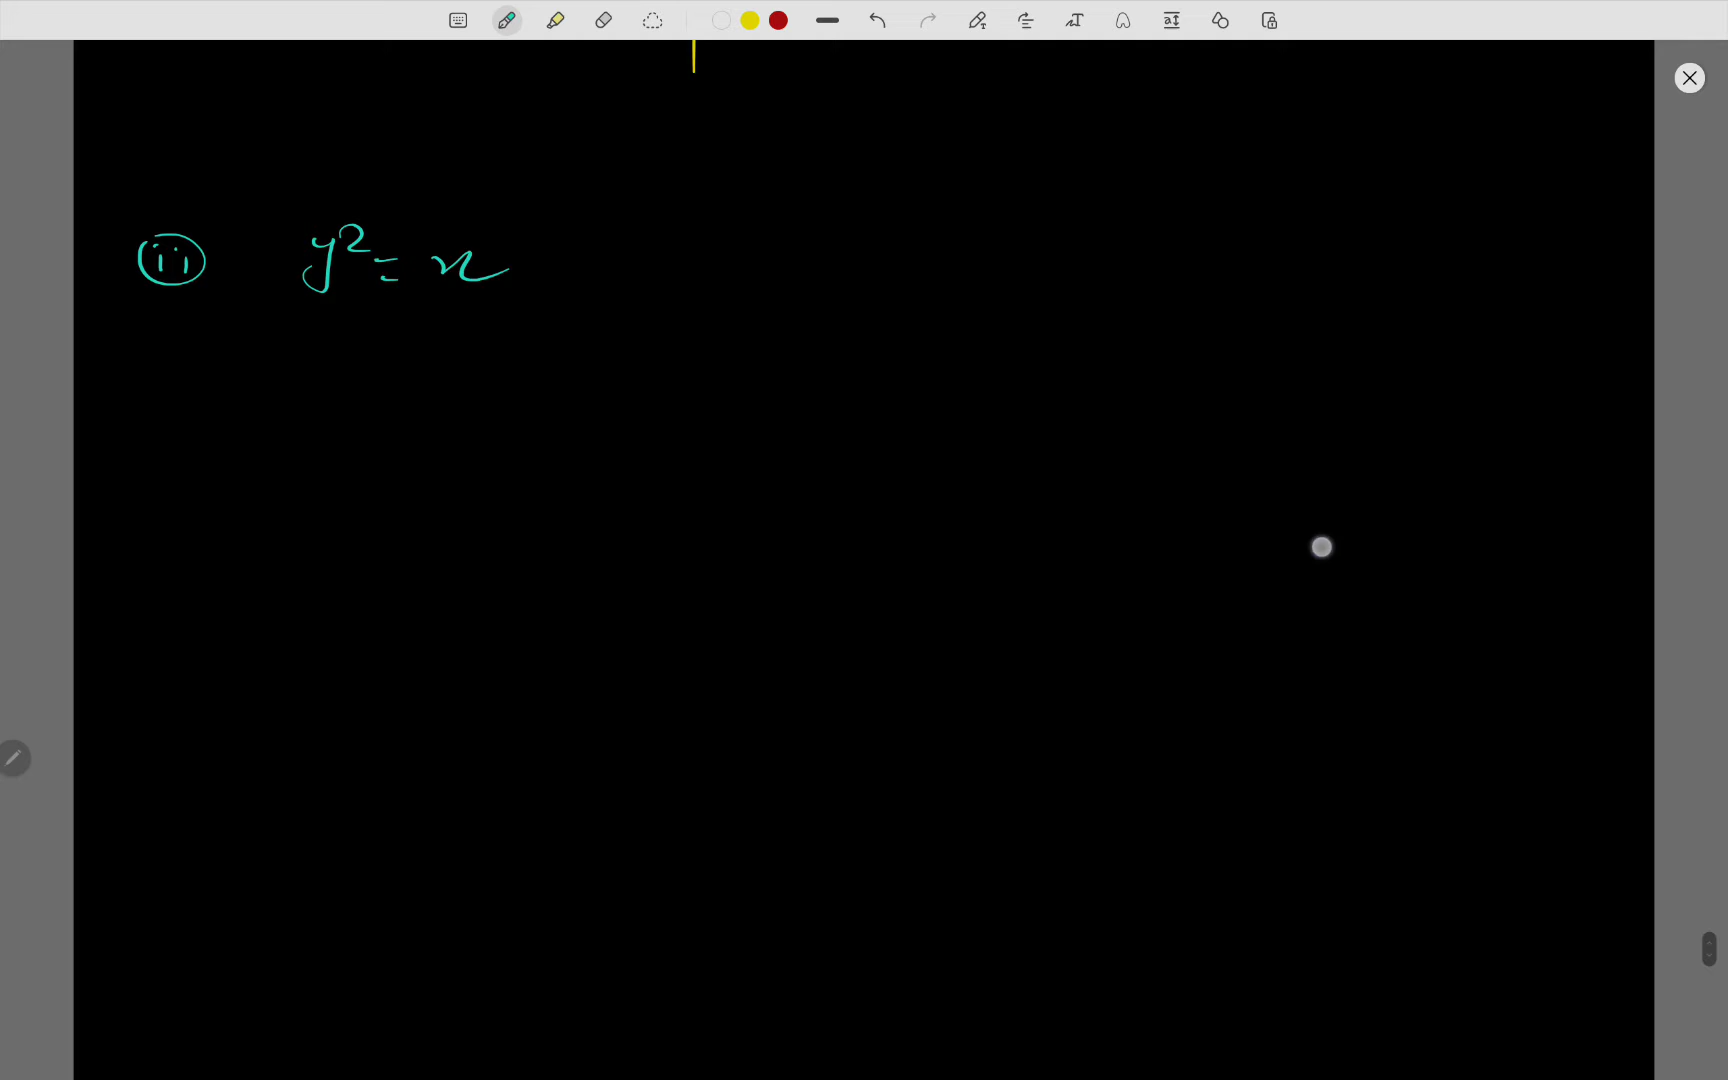 (ii) y² = x